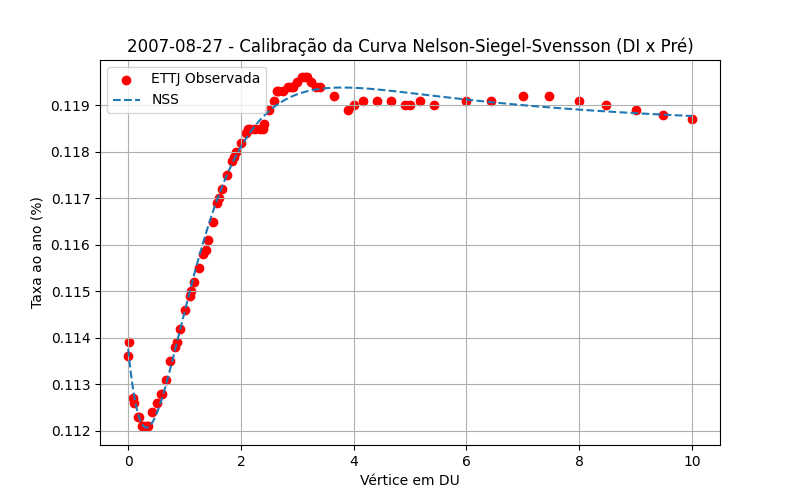 2007-08-27 - Calibração da Curva Nelson-Siegel-Svensson (DI x Pré)
ETTJ Observada
NSS
Taxa ao ano (%)
0.119
0.118
0.117
0.116
0.115
0.114
0.113
0.112
0 2 4 6 8 10
Vértice em DU